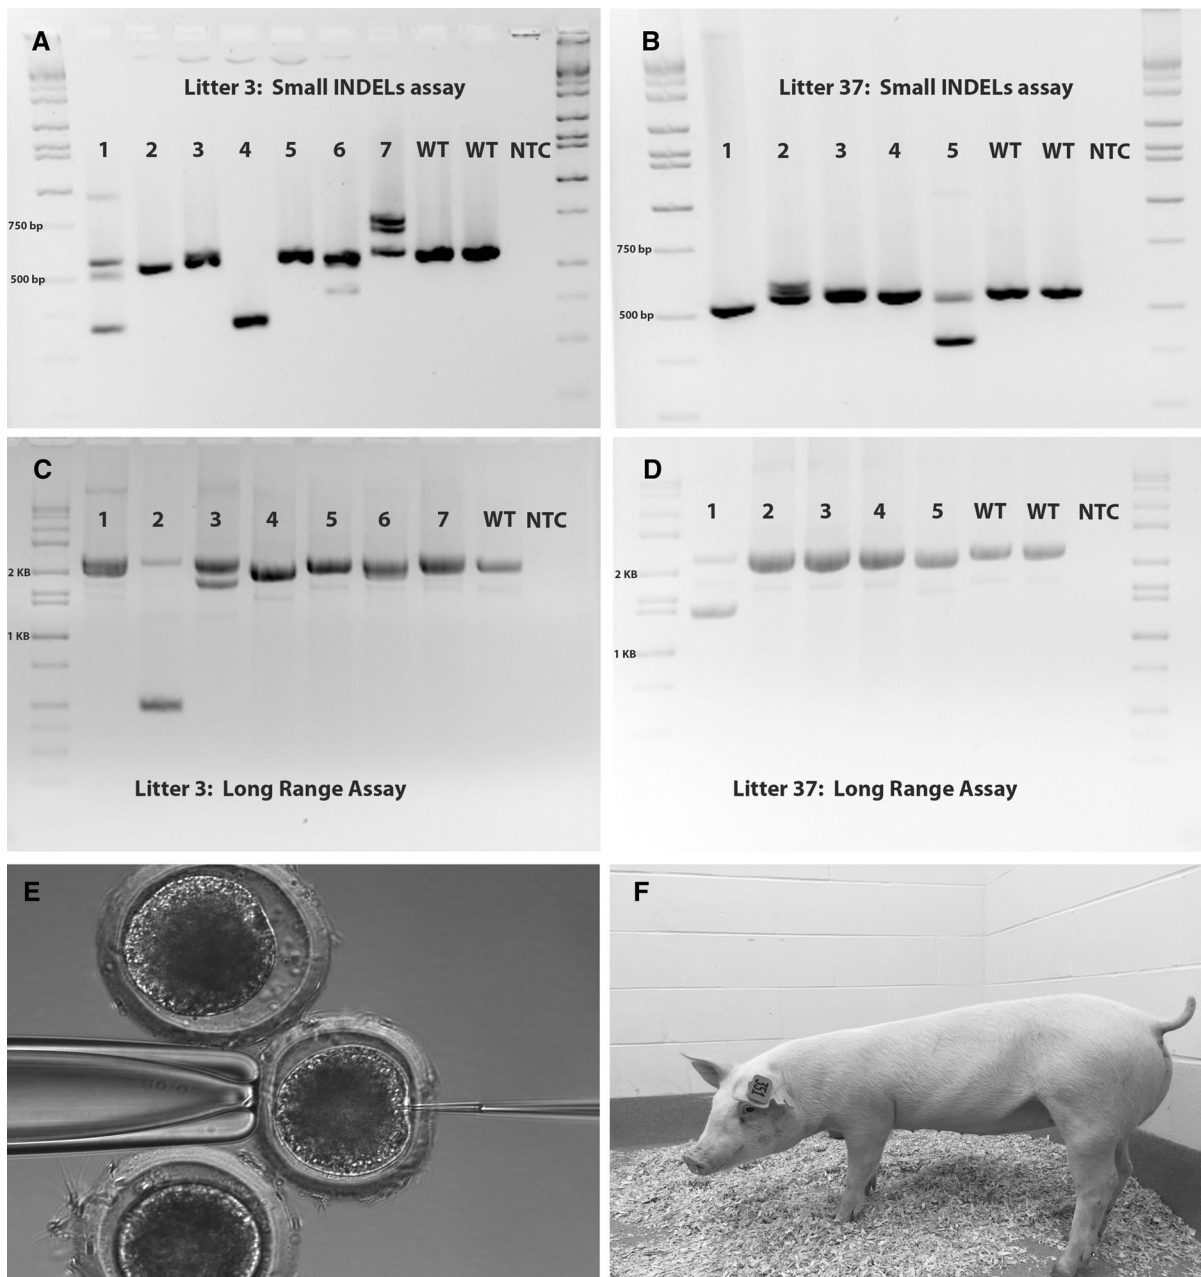 A
Litter 3: Small INDELs assay
1 2 3 4 5 6 7 WT WT NTC
750 bp
500 bp
B
Litter 37: Small INDELs assay
1 2 3 4 5 WT WT NTC
750 bp
500 bp
C
1 2 3 4 5 6 7 WT NTC
2 KB
1 KB
Litter 3: Long Range Assay
D
1 2 3 4 5 WT WT NTC
2 KB
1 KB
Litter 37: Long Range Assay
E
F
351